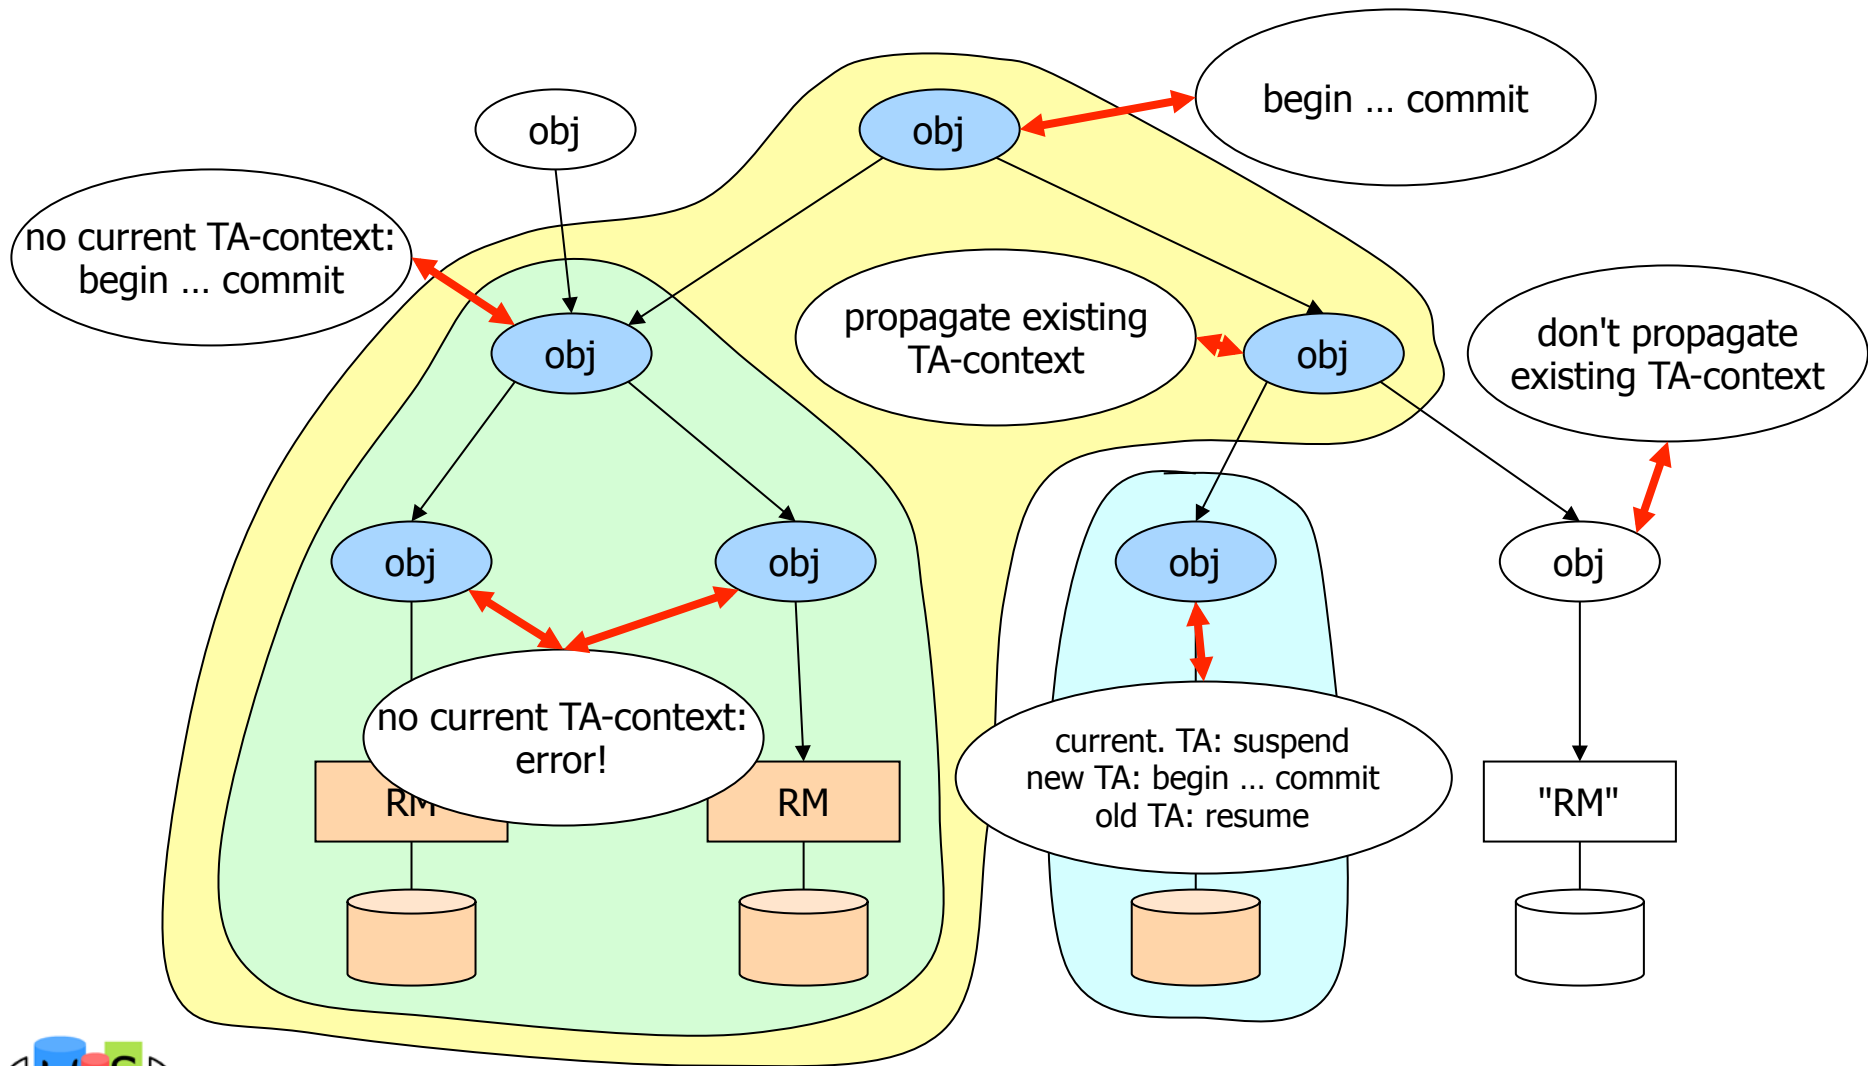 begin ... commit
obj
obj
no current TA-context:
begin ... commit
propagate existing
TA-context
don't propagate
existing TA-context
obj
obj
obj
obj
obj
obj
no current TA-context:
error!
current. TA: suspend
new TA: begin ... commit
old TA: resume
RM
RM
"RM"